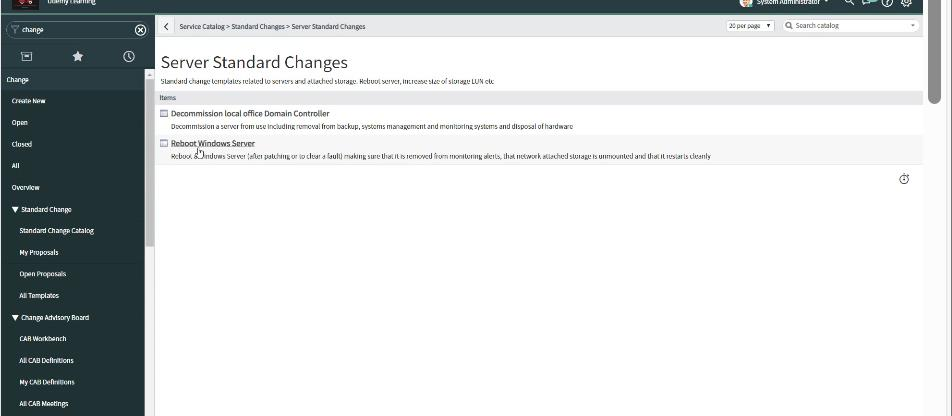 Udemy Learning
System Administrator
change
Service Catalog > Standard Changes > Server Standard Changes
20 per page
Search catalog
Server Standard Changes
Standard change templates related to servers and attached storage. Reboot server, increase size of storage LUN etc
Items
Decommission local office Domain Controller
Decommission a server from use including removal from backup, systems management and monitoring systems and disposal of hardware
Reboot Windows Server
Reboot a Windows Server (after patching or to clear a fault) making sure that it is removed from monitoring alerts, that network attached storage is unmounted and that it restarts cleanly
Change
Create New
Open
Closed
All
Overview
Standard Change
Standard Change Catalog
My Proposals
Open Proposals
All Templates
Change Advisory Board
CAB Workbench
All CAB Definitions
My CAB Definitions
All CAB Meetings